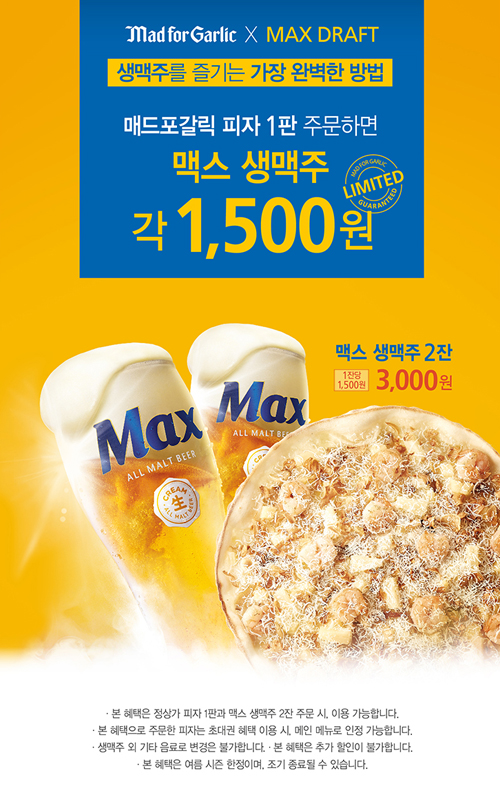 Mad for Garlic X MAX DRAFT
생맥주를 즐기는 가장 완벽한 방법
매드포갈릭 피자 1판 주문하면
맥스 생맥주
각 1,500원
MAD FOR GARLIC
LIMITED
GUARANTEED
맥스 생맥주 2잔
1잔당
1,500원
3,000원
Max
ALL MALT BEER
CREAM
生
ALL MALT BEER
Max
ALL MALT BEER
CREAM
· 본 혜택은 정상가 피자 1판과 맥스 생맥주 2잔 주문 시, 이용 가능합니다.
· 본 혜택으로 주문한 피자는 초대권 혜택 이용 시, 메인 메뉴로 인정 가능합니다.
· 생맥주 외 기타 음료로 변경은 불가합니다. · 본 혜택은 추가 할인이 불가합니다.
· 본 혜택은 여름 시즌 한정이며, 조기 종료될 수 있습니다.